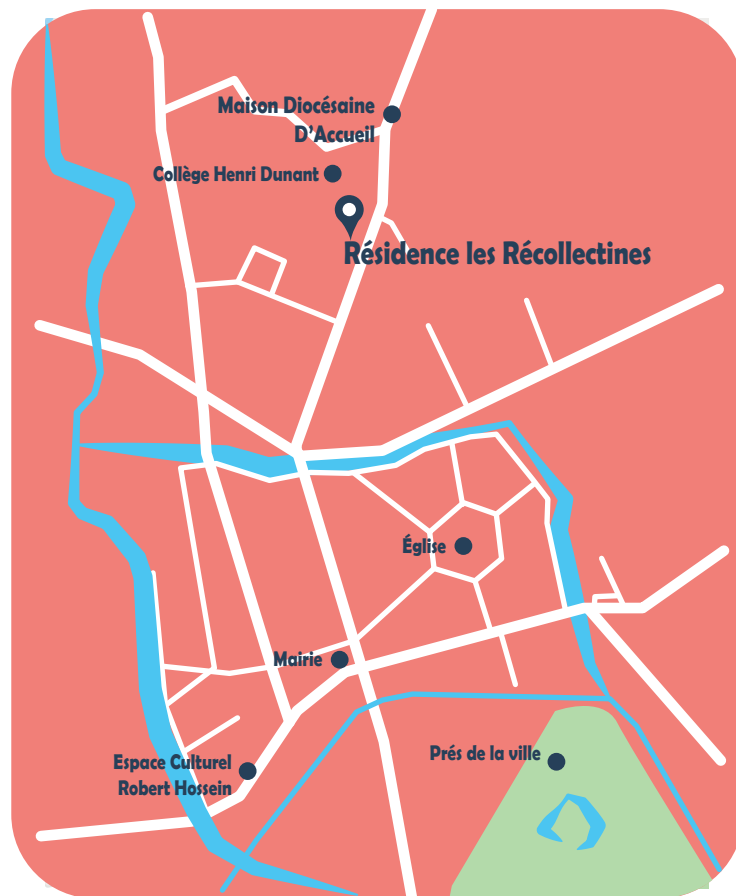 Maison Diocésaine
D'Accueil
Collège Henri Dunant
Résidence les Récollectines
Église
Mairie
Prés de la ville
Espace Culturel
Robert Hossein